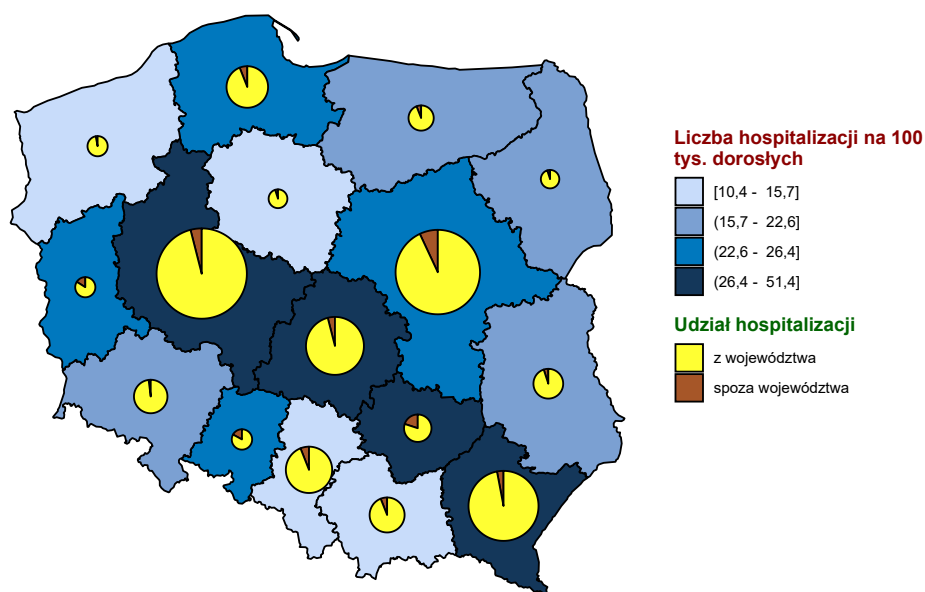 Liczba hospitalizacji na 100
tys. dorosłych
[10,4 - 15,7]
(15,7 - 22,6]
(22,6 - 26,4]
(26,4 - 51,4]
Udział hospitalizacji
z województwa
spoza województwa